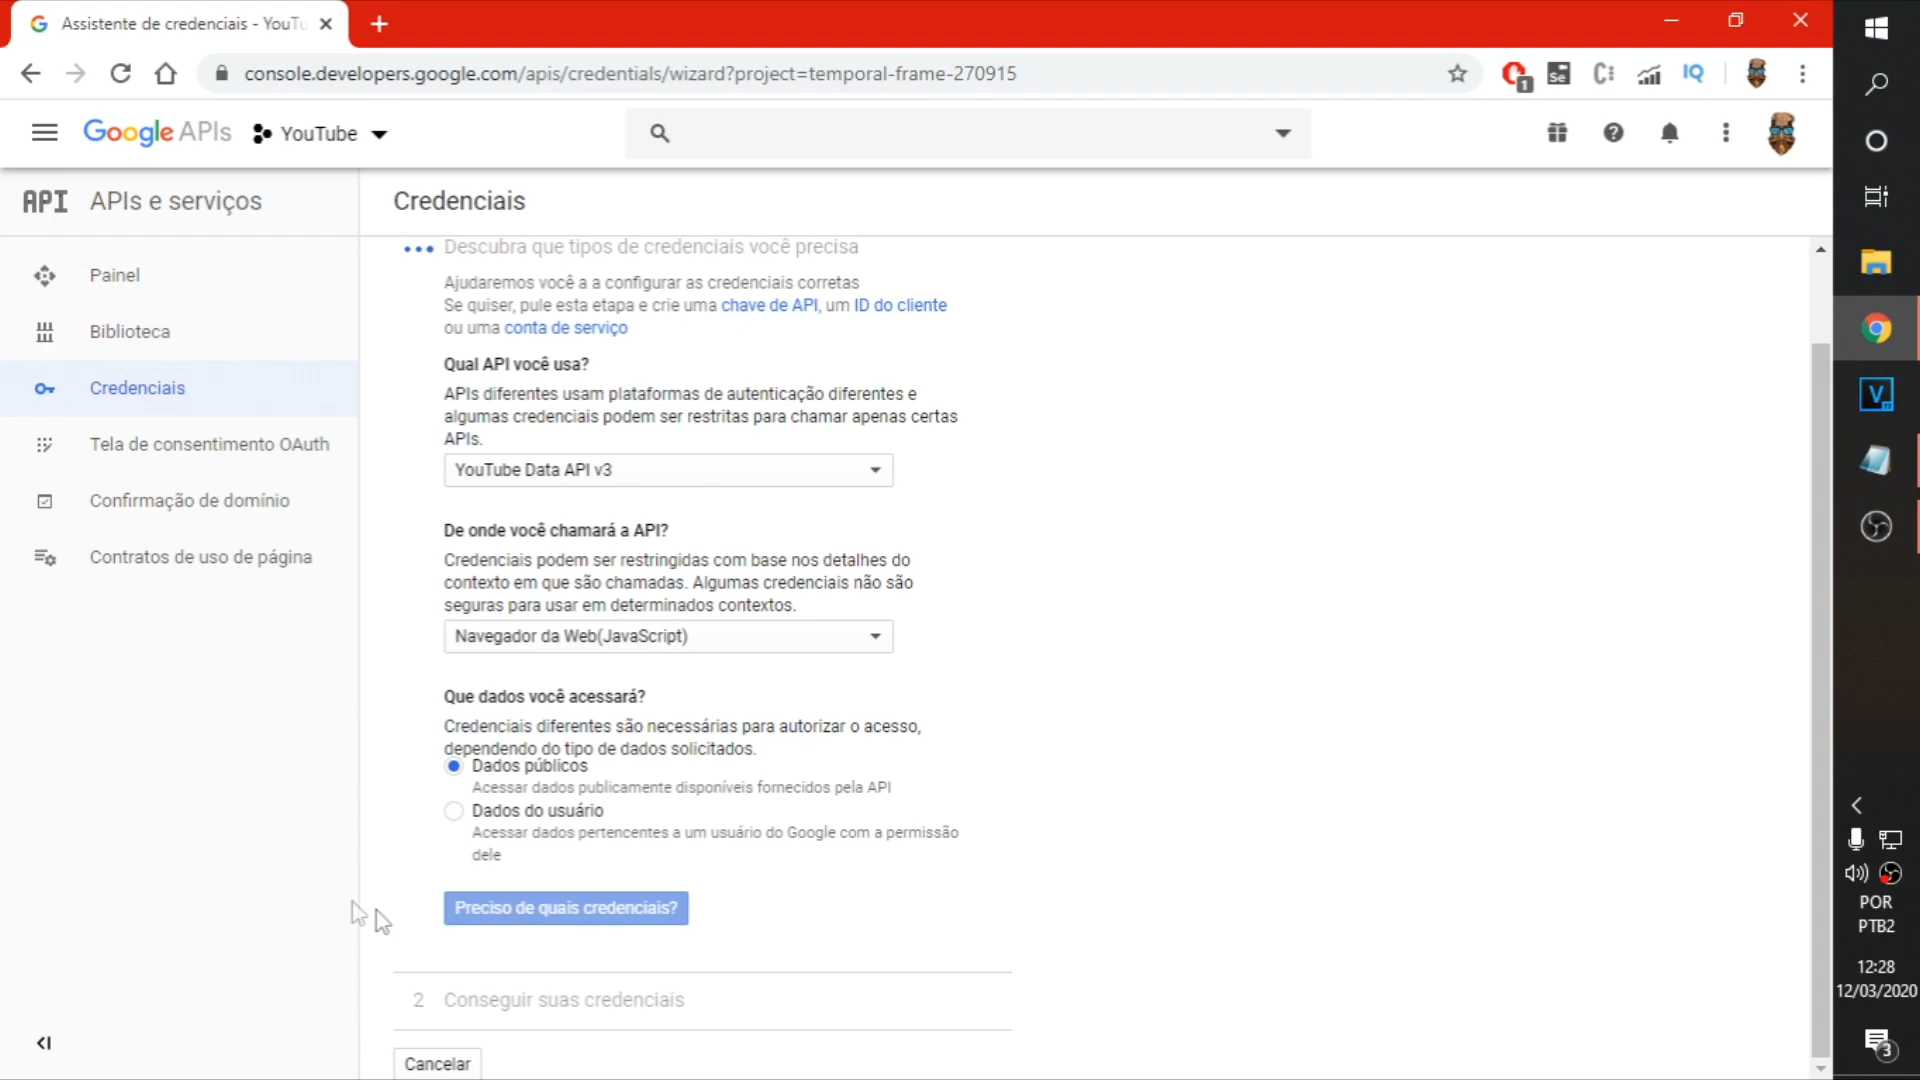 Assistente de credenciais - YouTu
console.developers.google.com/apis/credentials/wizard?project=temporal-frame-270915
1
Se
IQ
Google APIs
YouTube
API APIs e serviços
Painel
Biblioteca
Credenciais
Tela de consentimento OAuth
Confirmação de domínio
Contratos de uso de página
Credenciais
Descubra que tipos de credenciais você precisa
Ajudaremos você a a configurar as credenciais corretas
Se quiser, pule esta etapa e crie uma chave de API, um ID do cliente
ou uma conta de serviço
Qual API você usa?
APIs diferentes usam plataformas de autenticação diferentes e
algumas credenciais podem ser restritas para chamar apenas certas
APIs.
YouTube Data API v3
De onde você chamará a API?
Credenciais podem ser restringidas com base nos detalhes do
contexto em que são chamadas. Algumas credenciais não são
seguras para usar em determinados contextos.
Navegador da Web(JavaScript)
Que dados você acessará?
Credenciais diferentes são necessárias para autorizar o acesso,
dependendo do tipo de dados solicitados.
Dados públicos
Acessar dados publicamente disponíveis fornecidos pela API
Dados do usuário
Acessar dados pertencentes a um usuário do Google com a permissão
dele
Preciso de quais credenciais?
2 Conseguir suas credenciais
Cancelar
V
POR
PTB2
12:28
12/03/2020
3